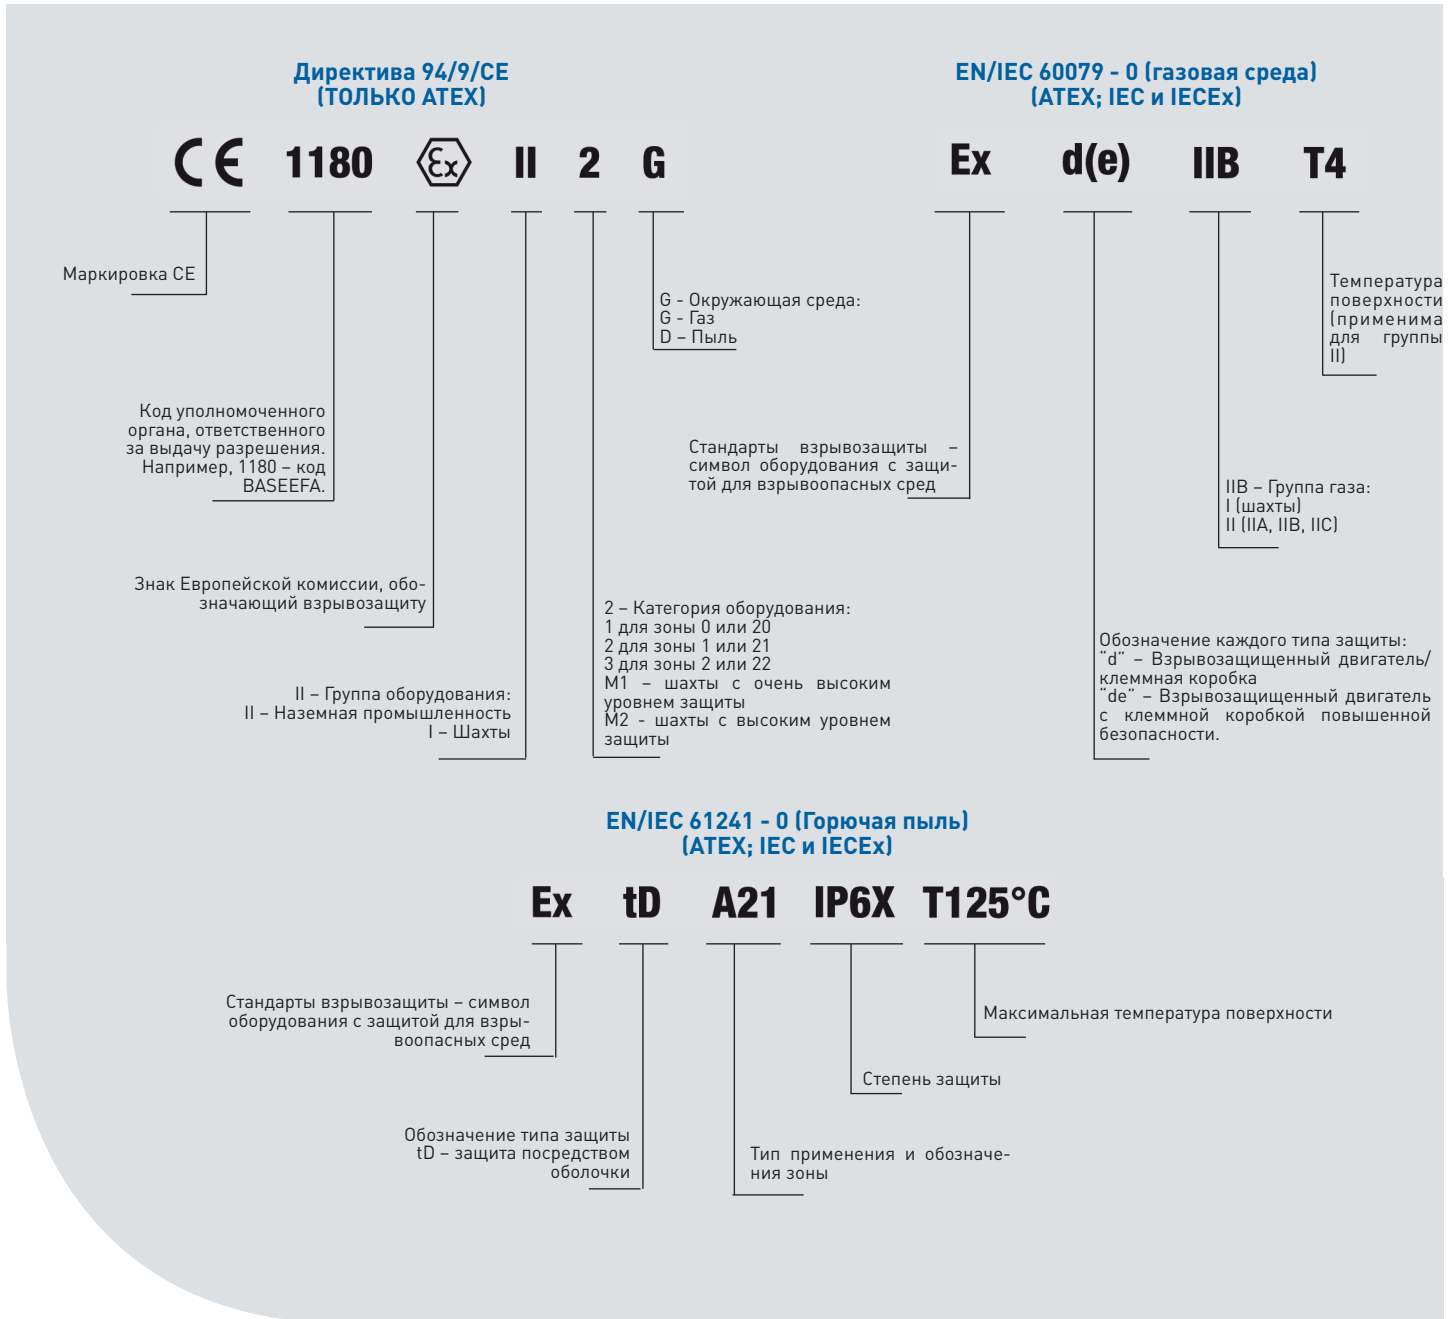 Директива 94/9/CE
(ТОЛЬКО ATEX)
CE 1180 Ex II 2 G
Маркировка CE
G - Окружающая среда:
G - Газ
D – Пыль
Код уполномоченного
органа, ответственного
за выдачу разрешения.
Например, 1180 – код
BASEEFA.
Знак Европейской комиссии, обо-
значающий взрывозащиту
II – Группа оборудования:
II – Наземная промышленность
I – Шахты
2 – Категория оборудования:
1 для зоны 0 или 20
2 для зоны 1 или 21
3 для зоны 2 или 22
M1 – шахты с очень высоким
уровнем защиты
M2 - шахты с высоким уровнем
защиты
EN/IEC 60079 - 0 (газовая среда)
(ATEX; IEC и IECEx)
Ex d(e) IIB T4
Температура
поверхности
(применима
для группы
II)
Стандарты взрывозащиты –
символ оборудования с защи-
той для взрывоопасных сред
IIB – Группа газа:
I (шахты)
II (IIA, IIB, IIC)
Обозначение каждого типа защиты:
“d” – Взрывозащищенный двигатель/
клеммная коробка
“de” – Взрывозащищенный двигатель
с клеммной коробкой повышенной
безопасности.
EN/IEC 61241 - 0 (Горючая пыль)
(ATEX; IEC и IECEx)
Ex tD A21 IP6X T125°C
Стандарты взрывозащиты – символ
оборудования с защитой для взры-
воопасных сред
Максимальная температура поверхности
Степень защиты
Обозначение типа защиты
tD – защита посредством
оболочки
Тип применения и обозначе-
ния зоны